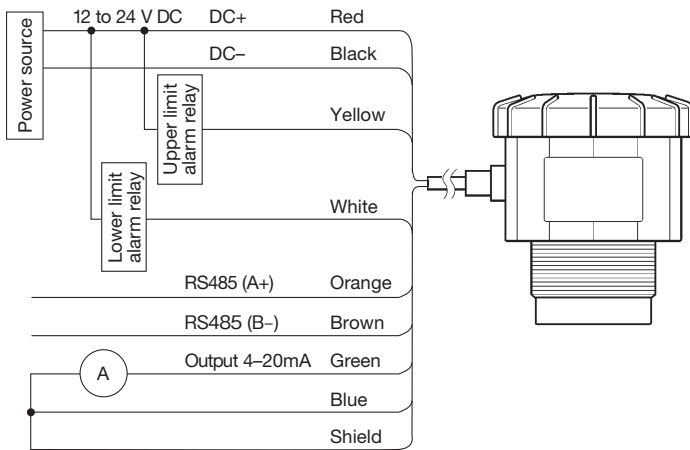 12 to 24 V DC DC+ Red
Power source
DC– Black
Upper limit
alarm relay
Yellow
Lower limit
alarm relay
White
RS485 (A+) Orange
RS485 (B–) Brown
A Output 4–20mA Green
Blue
Shield